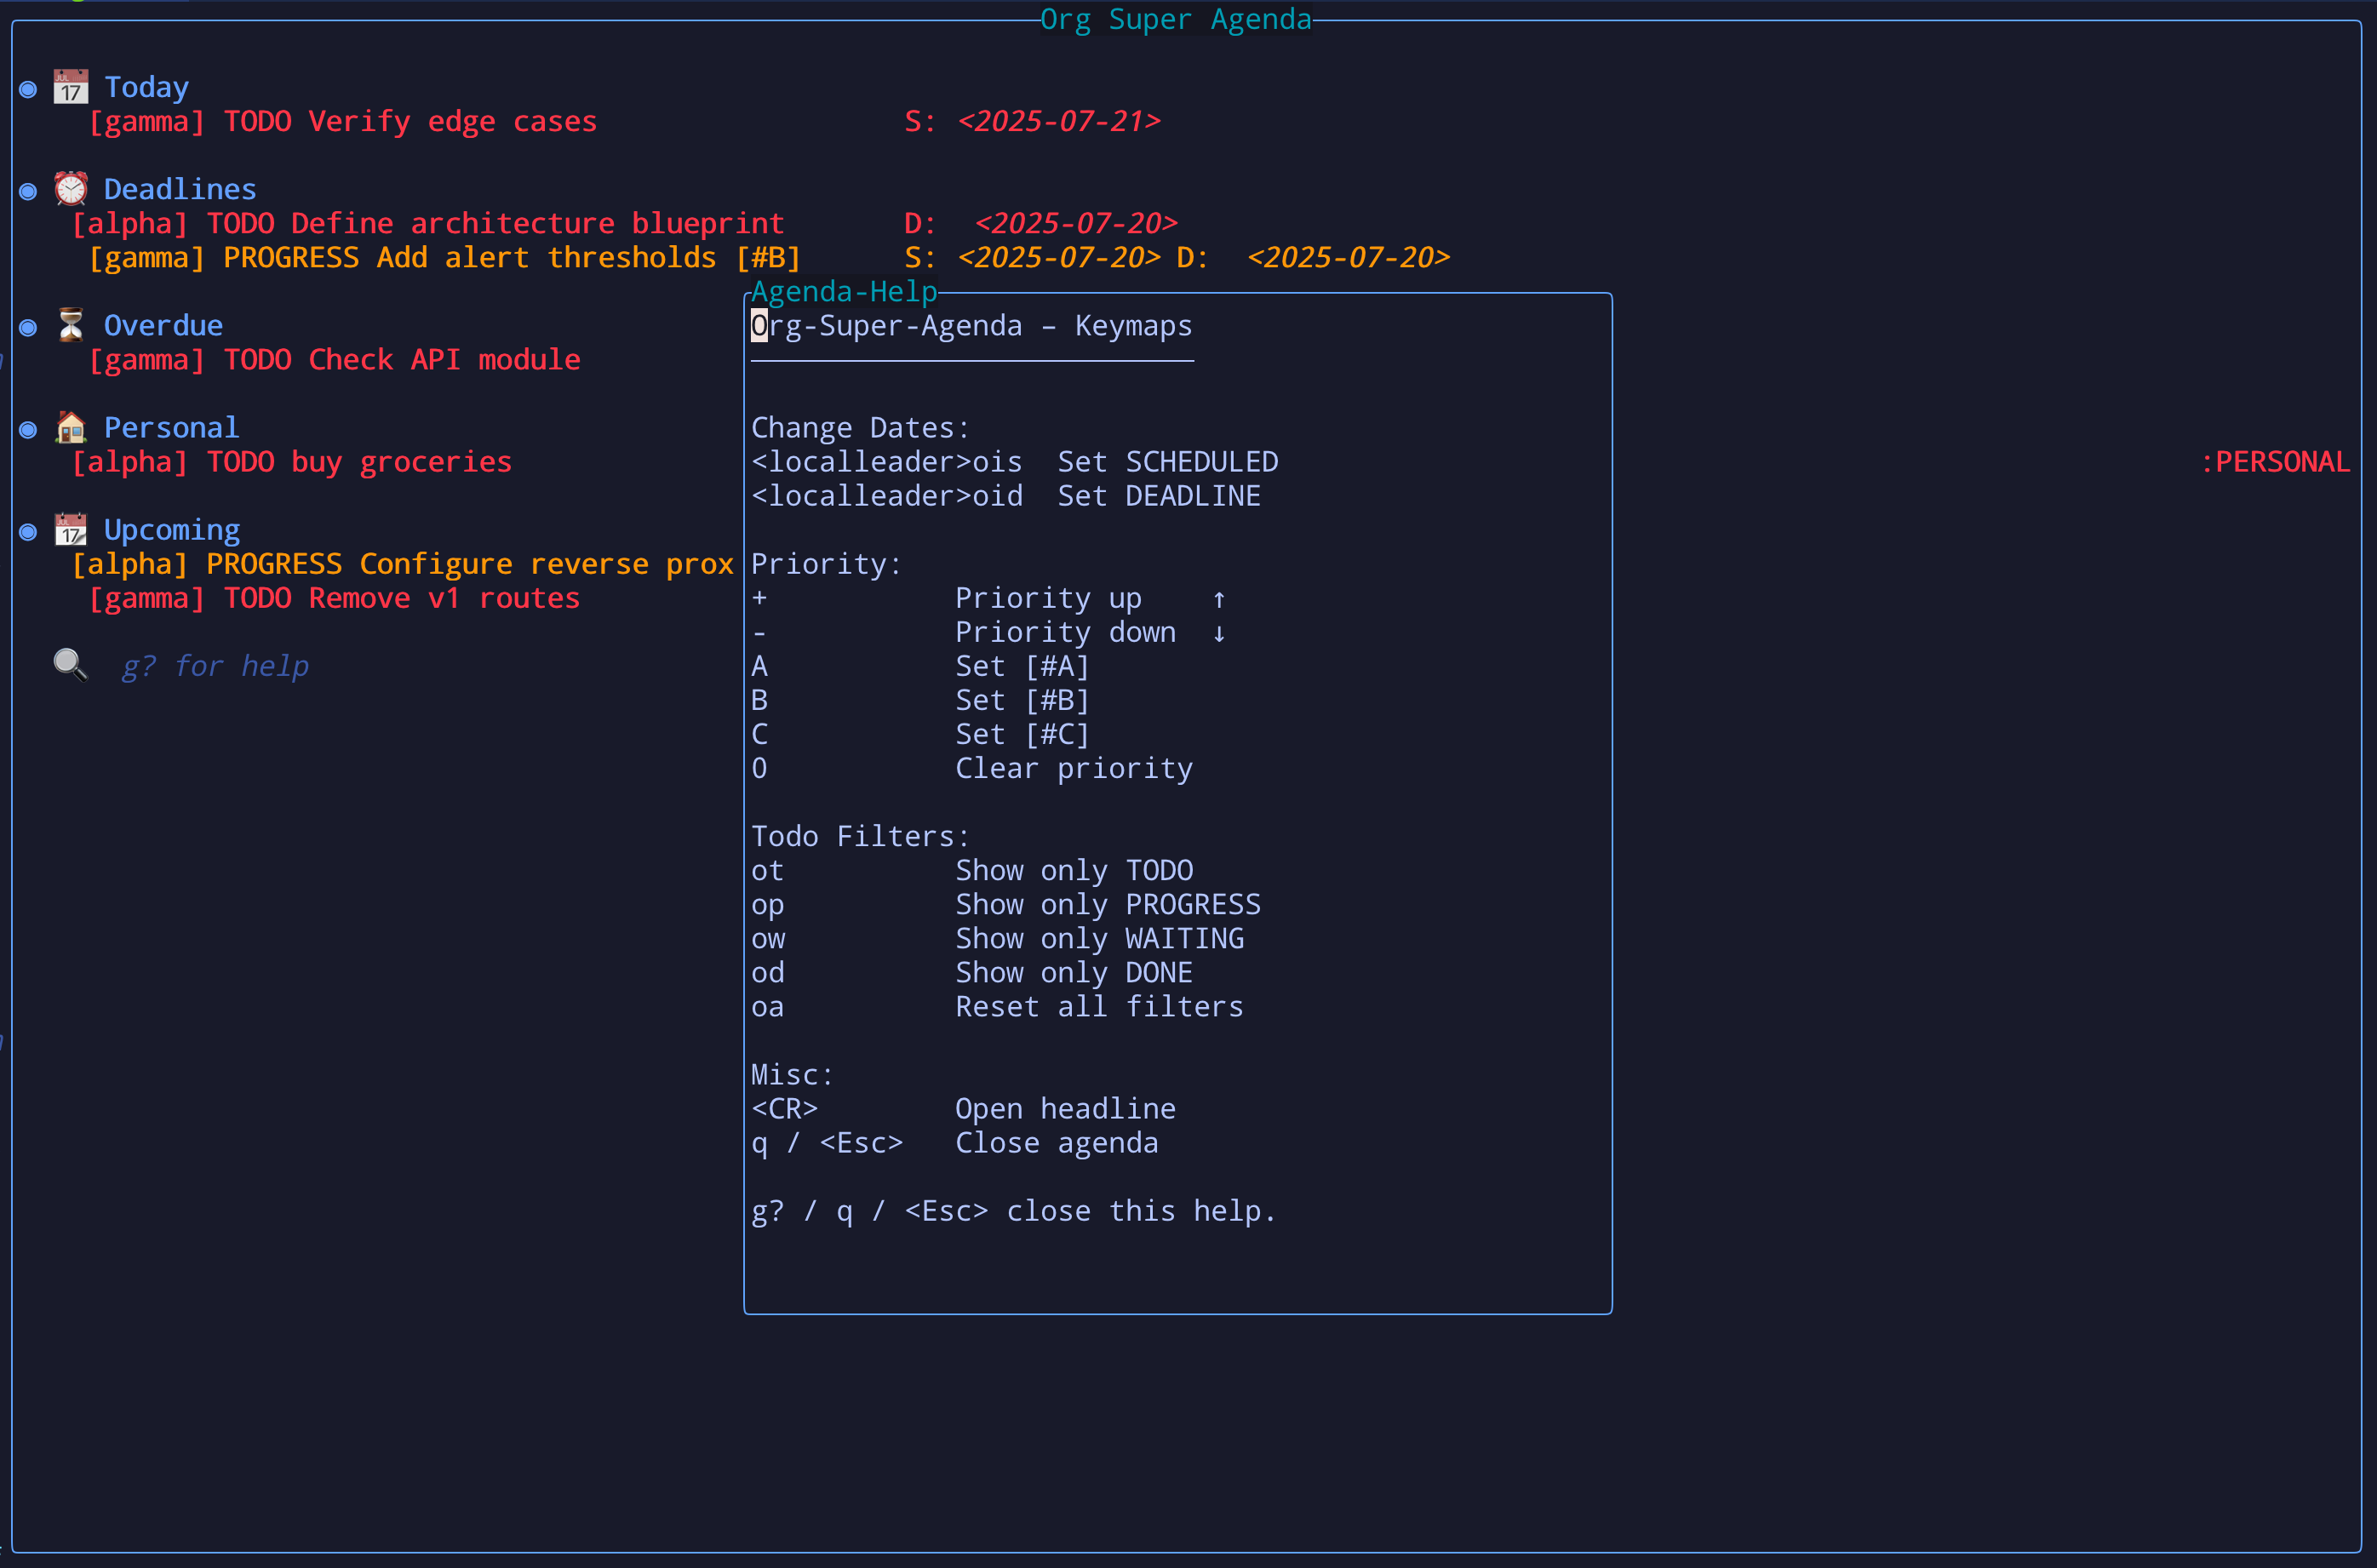 Org Super Agenda
◉ 📅 Today
[gamma] TODO Verify edge cases S: <2025-07-21>
◉ ⏰ Deadlines
[alpha] TODO Define architecture blueprint D: <2025-07-20>
[gamma] PROGRESS Add alert thresholds [#B] S: <2025-07-20> D: <2025-07-20>
◉ ⏳ Overdue
[gamma] TODO Check API module
◉ 🏠 Personal
[alpha] TODO buy groceries :PERSONAL
◉ 📆 Upcoming
[alpha] PROGRESS Configure reverse prox
[gamma] TODO Remove v1 routes
🔍 g? for help
Agenda-Help
Org-Super-Agenda – Keymaps
Change Dates:
<localleader>ois Set SCHEDULED
<localleader>oid Set DEADLINE
Priority:
+ Priority up ↑
- Priority down ↓
A Set [#A]
B Set [#B]
C Set [#C]
0 Clear priority
Todo Filters:
ot Show only TODO
op Show only PROGRESS
ow Show only WAITING
od Show only DONE
oa Reset all filters
Misc:
<CR> Open headline
q / <Esc> Close agenda
g? / q / <Esc> close this help.